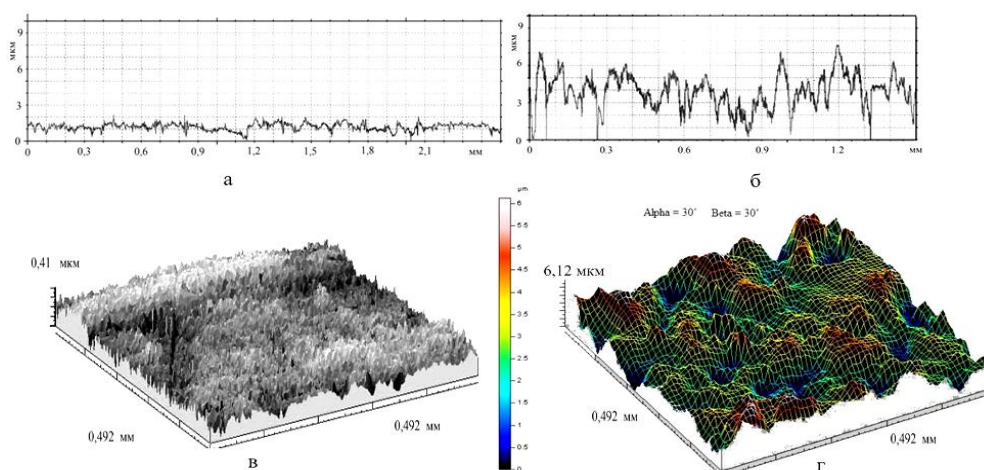 мкм
9
6
3
0
0 0,3 0,6 0,9 1,2 1,5 1,8 2,1 мм
а
мкм
9
6
3
0
0 0.3 0.6 0.9 1.2 мм
б
0,41 мкм
0,492 мм
0,492 мм
в
µm
6
5.5
5
4.5
4
3.5
3
2.5
2
1.5
1
0.5
0
Alpha = 30˚ Beta = 30˚
6,12 мкм
0,492 мм
0,492 мм
г